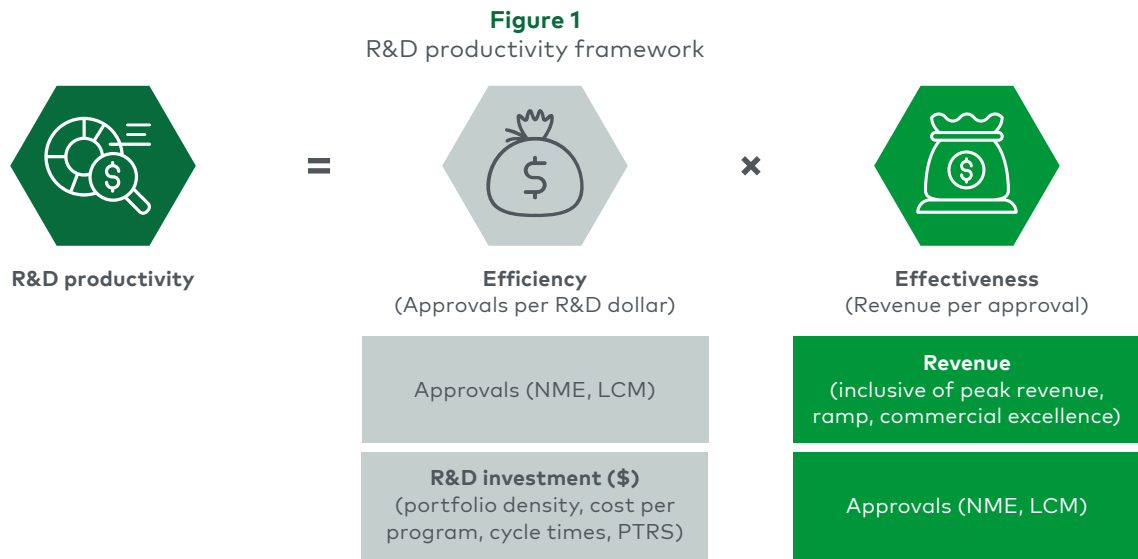 Figure 1
R&D productivity framework
$
=
$
×
$
R&D productivity
Efficiency
(Approvals per R&D dollar)
Effectiveness
(Revenue per approval)
Approvals (NME, LCM)
Revenue
(inclusive of peak revenue,
ramp, commercial excellence)
R&D investment ($)
(portfolio density, cost per
program, cycle times, PTRS)
Approvals (NME, LCM)